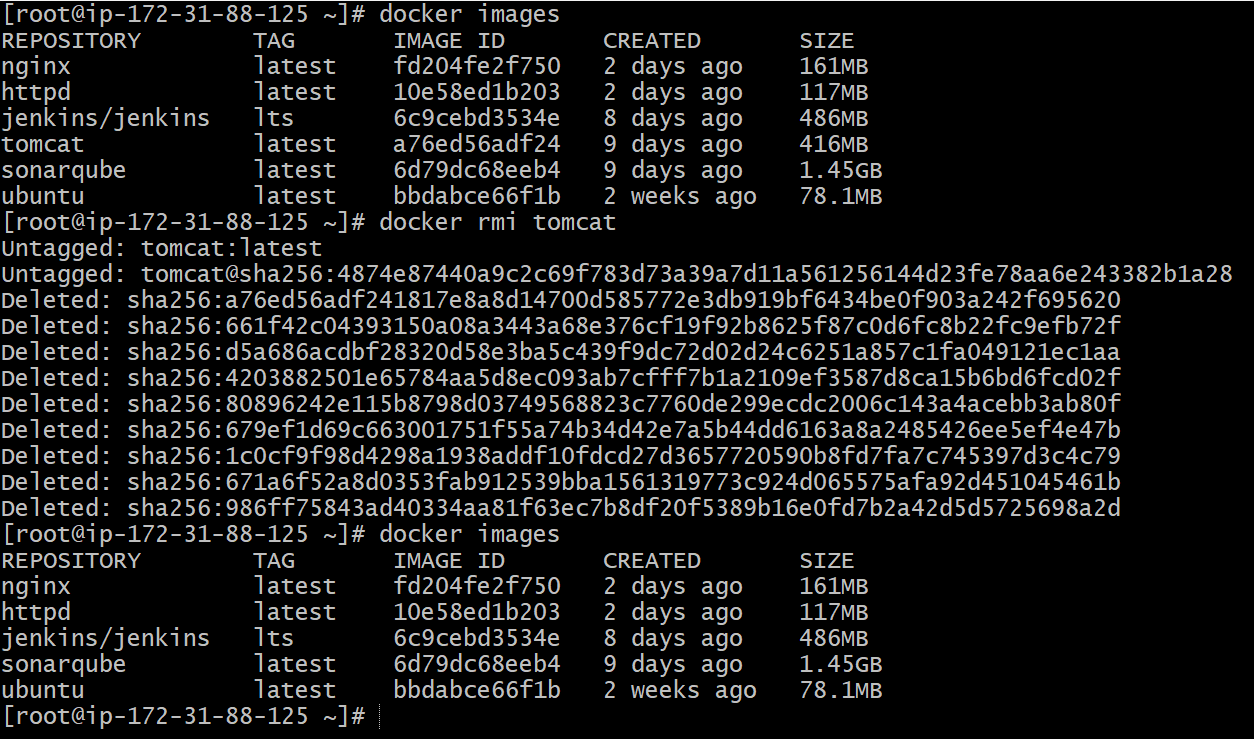 [root@ip-172-31-88-125 ~]# docker images
REPOSITORY TAG IMAGE ID CREATED SIZE
nginx latest fd204fe2f750 2 days ago 161MB
httpd latest 10e58ed1b203 2 days ago 117MB
jenkins/jenkins lts 6c9cebd3534e 8 days ago 486MB
tomcat latest a76ed56adf24 9 days ago 416MB
sonarqube latest 6d79dc68eeb4 9 days ago 1.45GB
ubuntu latest bbdabce66f1b 2 weeks ago 78.1MB
[root@ip-172-31-88-125 ~]# docker rmi tomcat
Untagged: tomcat:latest
Untagged: tomcat@sha256:4874e87440a9c2c69f783d73a39a7d11a561256144d23fe78aa6e243382b1a28
Deleted: sha256:a76ed56adf241817e8a8d14700d585772e3db919bf6434be0f903a242f695620
Deleted: sha256:661f42c04393150a08a3443a68e376cf19f92b8625f87c0d6fc8b22fc9efb72f
Deleted: sha256:d5a686acdbf28320d58e3ba5c439f9dc72d02d24c6251a857c1fa049121ec1aa
Deleted: sha256:4203882501e65784aa5d8ec093ab7cfff7b1a2109ef3587d8ca15b6bd6fcd02f
Deleted: sha256:80896242e115b8798d03749568823c7760de299ecdc2006c143a4acebb3ab80f
Deleted: sha256:679ef1d69c663001751f55a74b34d42e7a5b44dd6163a8a2485426ee5ef4e47b
Deleted: sha256:1c0cf9f98d4298a1938addf10fdcd27d3657720590b8fd7fa7c745397d3c4c79
Deleted: sha256:671a6f52a8d0353fab912539bba1561319773c924d065575afa92d451045461b
Deleted: sha256:986ff75843ad40334aa81f63ec7b8df20f5389b16e0fd7b2a42d5d5725698a2d
[root@ip-172-31-88-125 ~]# docker images
REPOSITORY TAG IMAGE ID CREATED SIZE
nginx latest fd204fe2f750 2 days ago 161MB
httpd latest 10e58ed1b203 2 days ago 117MB
jenkins/jenkins lts 6c9cebd3534e 8 days ago 486MB
sonarqube latest 6d79dc68eeb4 9 days ago 1.45GB
ubuntu latest bbdabce66f1b 2 weeks ago 78.1MB
[root@ip-172-31-88-125 ~]#